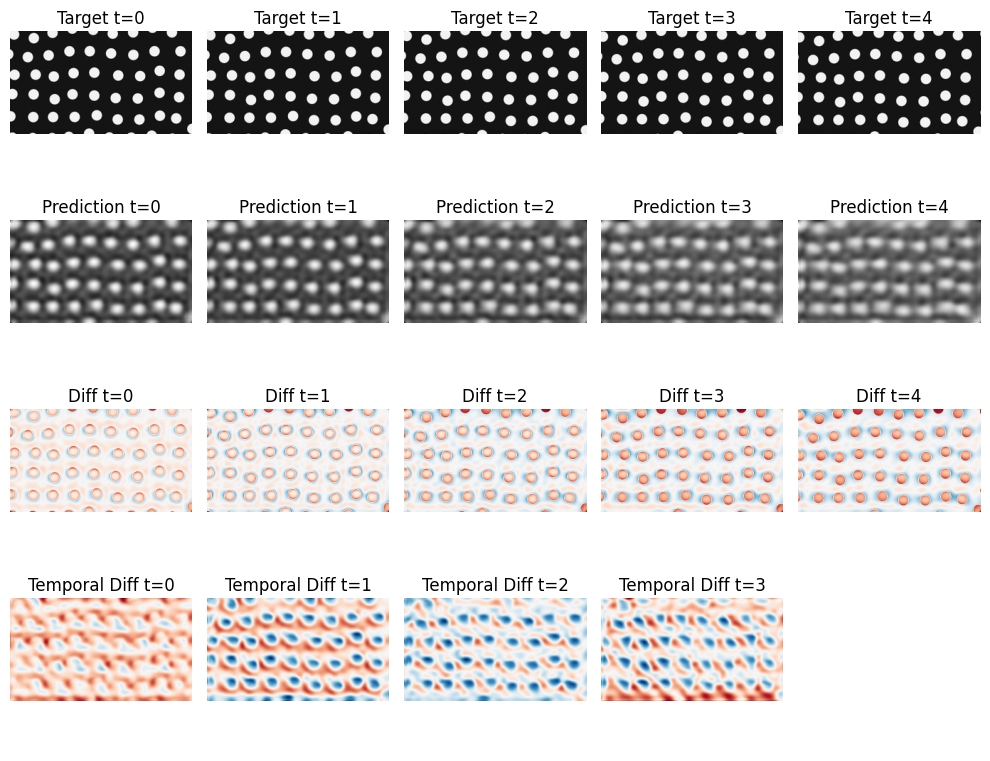 Target t=0 Target t=1 Target t=2 Target t=3 Target t=4
Prediction t=0 Prediction t=1 Prediction t=2 Prediction t=3 Prediction t=4
Diff t=0 Diff t=1 Diff t=2 Diff t=3 Diff t=4
Temporal Diff t=0 Temporal Diff t=1 Temporal Diff t=2 Temporal Diff t=3